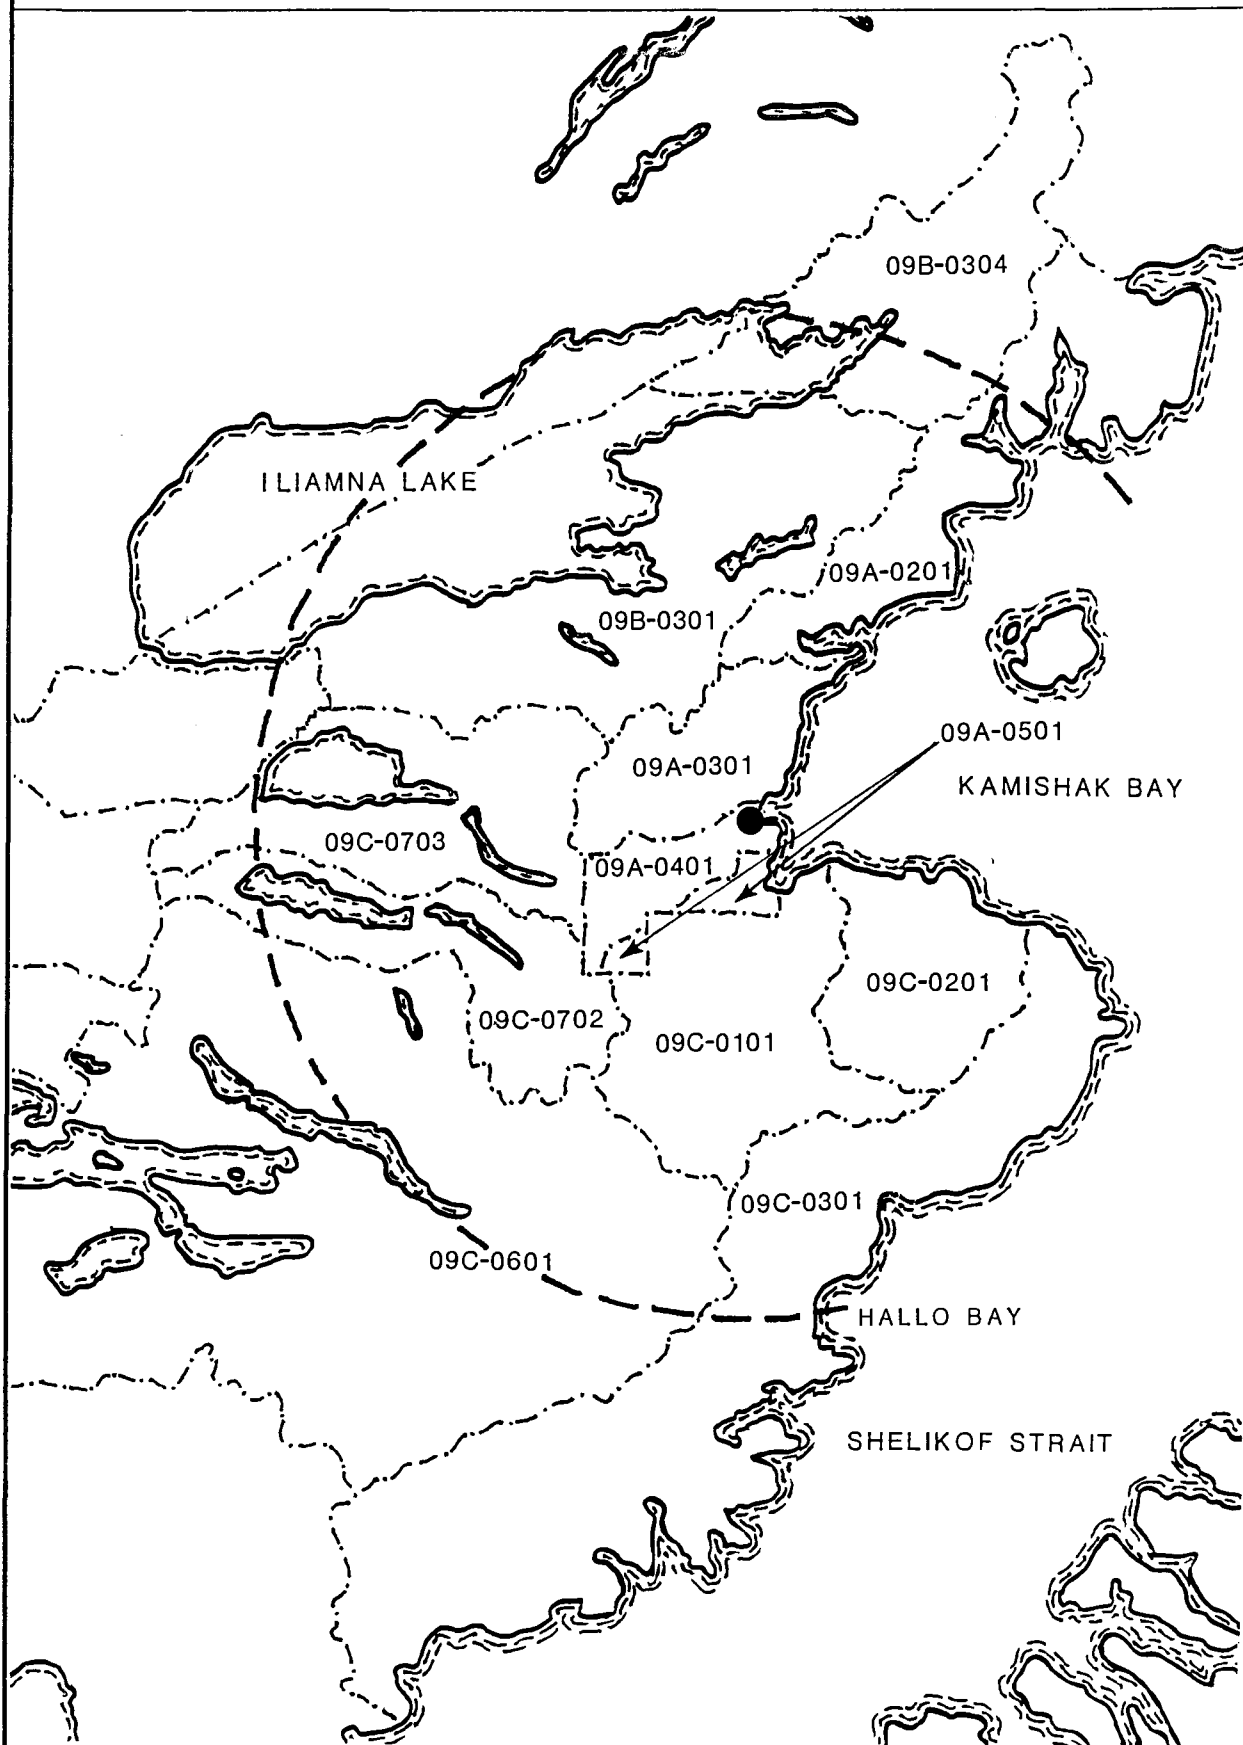 09B-0304
ILIAMNA LAKE
09A-0201
09B-0301
09A-0501
09A-0301
KAMISHAK BAY
09C-0703
09A-0401
09C-0201
09C-0702
09C-0101
09C-0301
09C-0601
HALLO BAY
SHELIKOF STRAIT